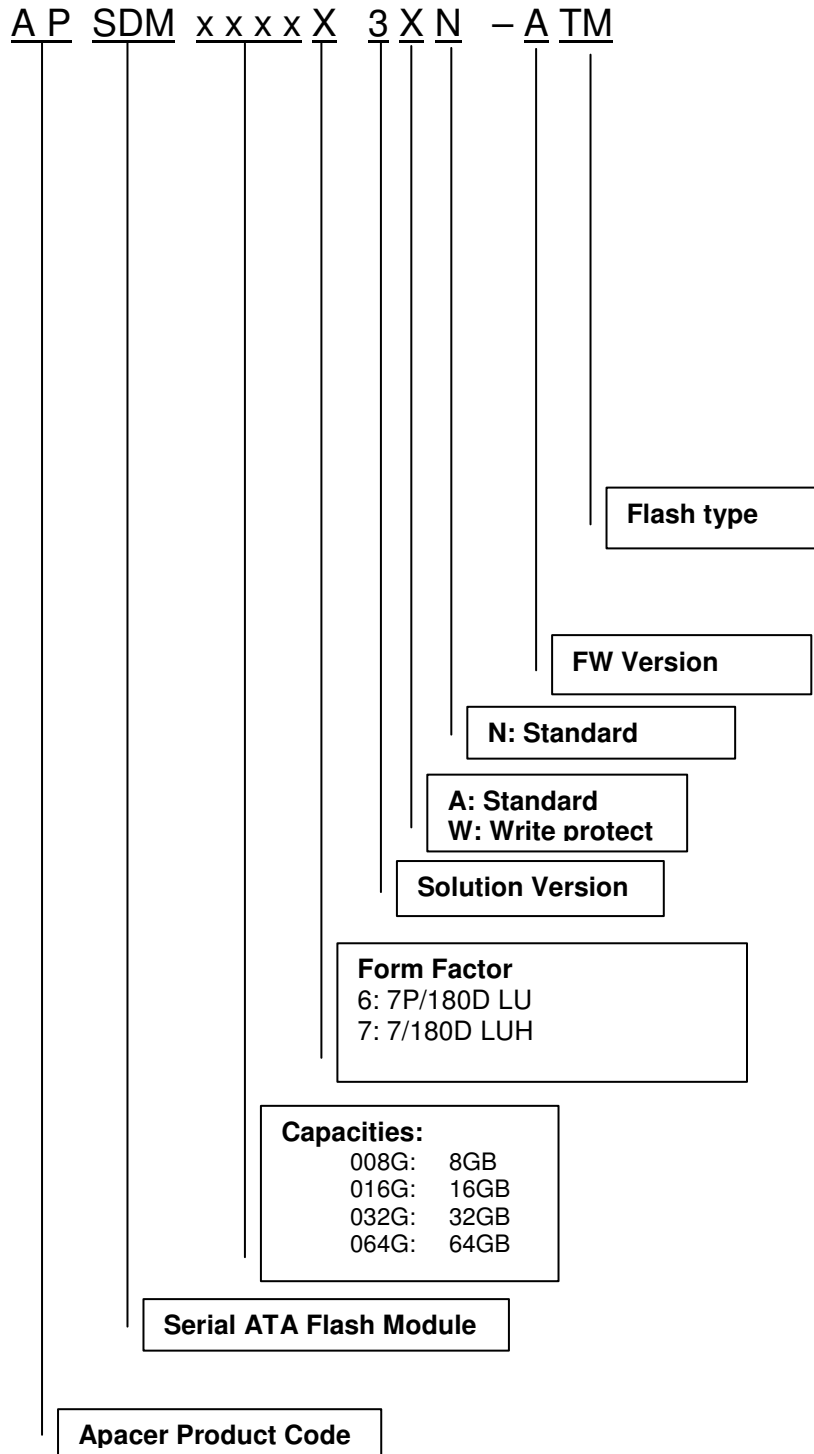 A P SDM x x x x X 3 X N – A TM
Flash type
FW Version
N: Standard
A: Standard
W: Write protect
Solution Version
Form Factor
6: 7P/180D LU
7: 7/180D LUH
Capacities:
008G: 8GB
016G: 16GB
032G: 32GB
064G: 64GB
Serial ATA Flash Module
Apacer Product Code